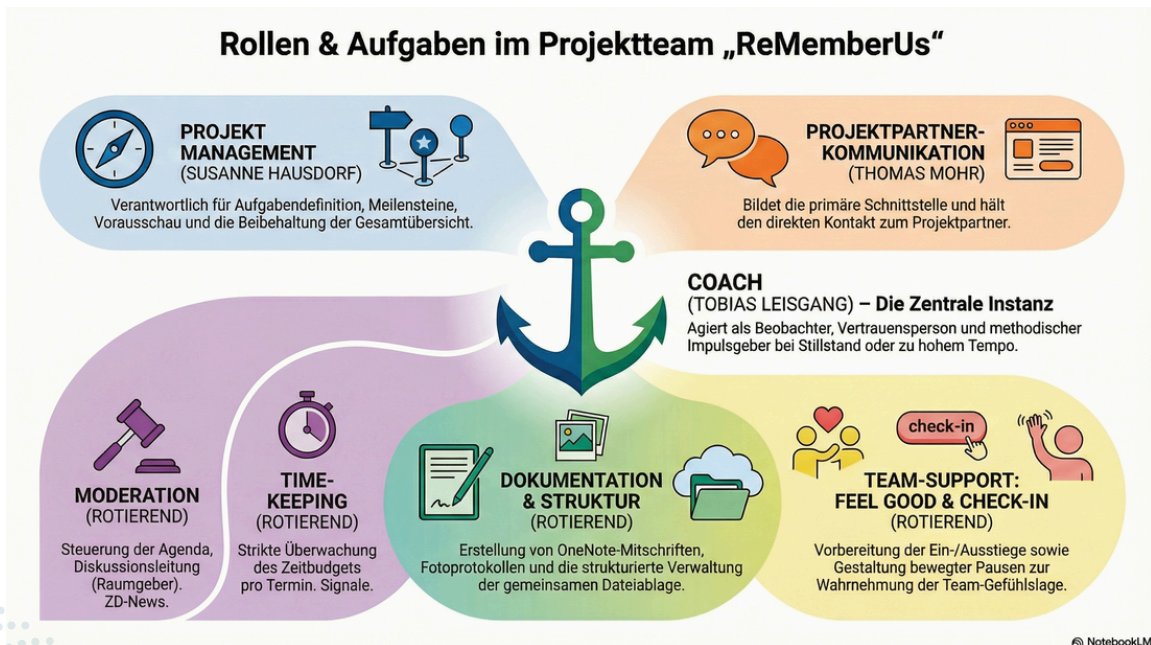 Rollen & Aufgaben im Projektteam „ReMemberUs“
PROJEKT
MANAGEMENT
(SUSANNE HAUSDORF)
Verantwortlich für Aufgabendefinition, Meilensteine,
Vorausschau und die Beibehaltung der Gesamtübersicht.
PROJEKTPARTNER-
KOMMUNIKATION
(THOMAS MOHR)
Bildet die primäre Schnittstelle und hält
den direkten Kontakt zum Projektpartner.
COACH
(TOBIAS LEISGANG) – Die Zentrale Instanz
Agiert als Beobachter, Vertrauensperson und methodischer
Impulsgeber bei Stillstand oder zu hohem Tempo.
MODERATION
(ROTIEREND)
Steuerung der Agenda,
Diskussionsleitung
(Raumgeber).
ZD-News.
TIME-
KEEPING
(ROTIEREND)
Strikte Überwachung
des Zeitbudgets
pro Termin. Signale.
DOKUMENTATION
& STRUKTUR
(ROTIEREND)
Erstellung von OneNote-Mitschriften,
Fotoprotokollen und die strukturierte Verwaltung
der gemeinsamen Dateiablage.
check-in
TEAM-SUPPORT:
FEEL GOOD & CHECK-IN
(ROTIEREND)
Vorbereitung der Ein-/Ausstiege sowie
Gestaltung bewegter Pausen zur
Wahrnehmung der Team-Gefühlslage.
NotebookLM